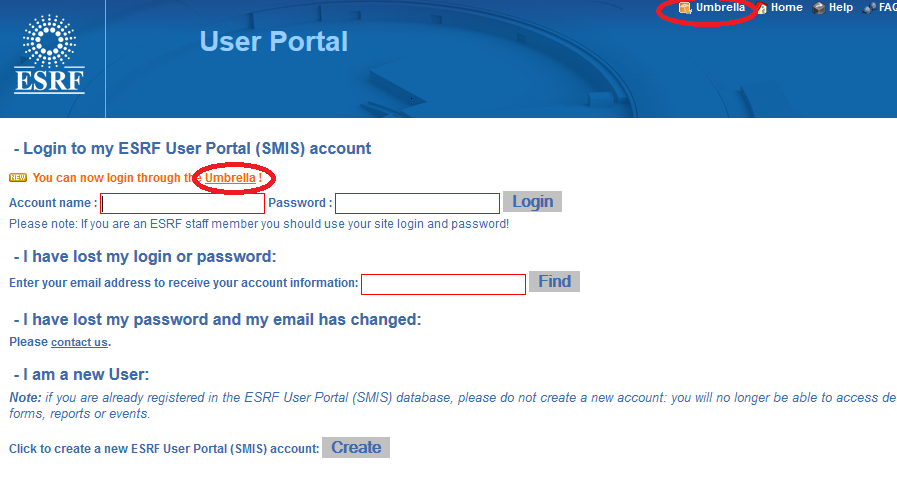 Umbrella Home Help FAQ
ESRF
User Portal
- Login to my ESRF User Portal (SMIS) account
NEW You can now login through the Umbrella !
Account name : Password : Login
Please note: If you are an ESRF staff member you should use your site login and password!
- I have lost my login or password:
Enter your email address to receive your account information: Find
- I have lost my password and my email has changed:
Please contact us.
- I am a new User:
Note: if you are already registered in the ESRF User Portal (SMIS) database, please do not create a new account: you will no longer be able to access de
forms, reports or events.
Click to create a new ESRF User Portal (SMIS) account: Create